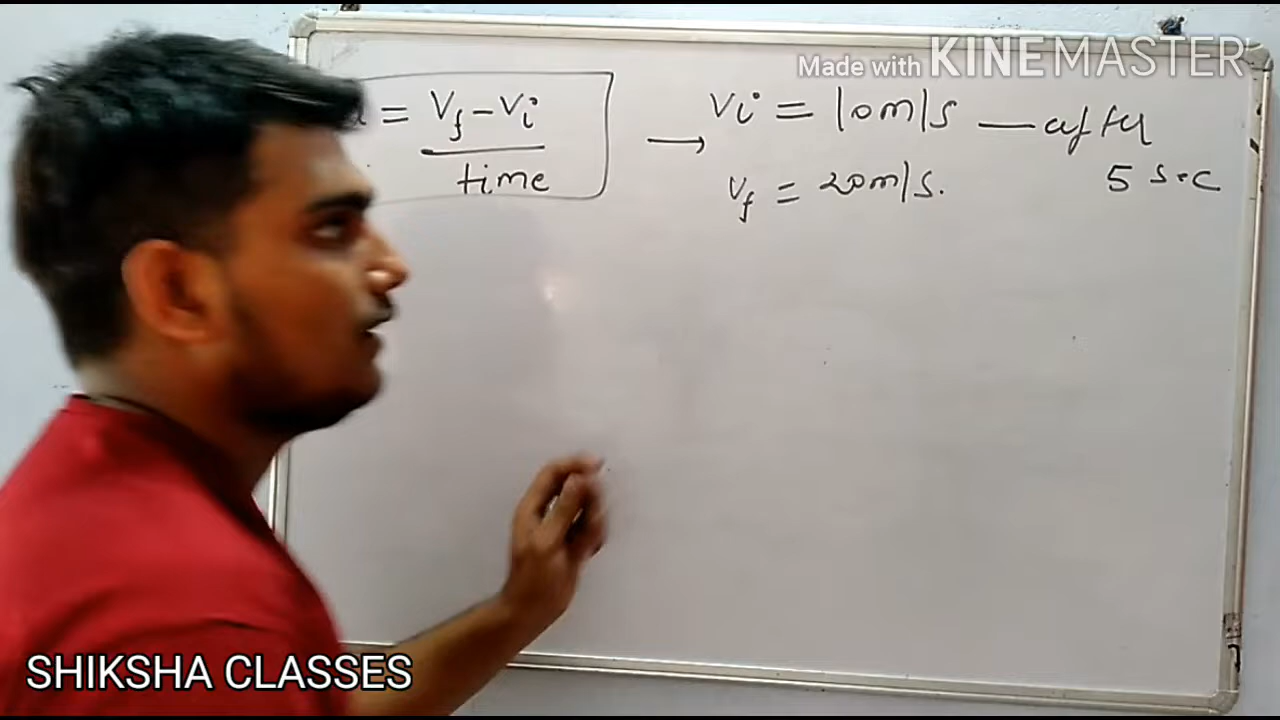 Made with KINEMASTER
= Vf - Vi
time
→ Vi = 10m/s — after
5 sec
Vf = 20m/s.
SHIKSHA CLASSES